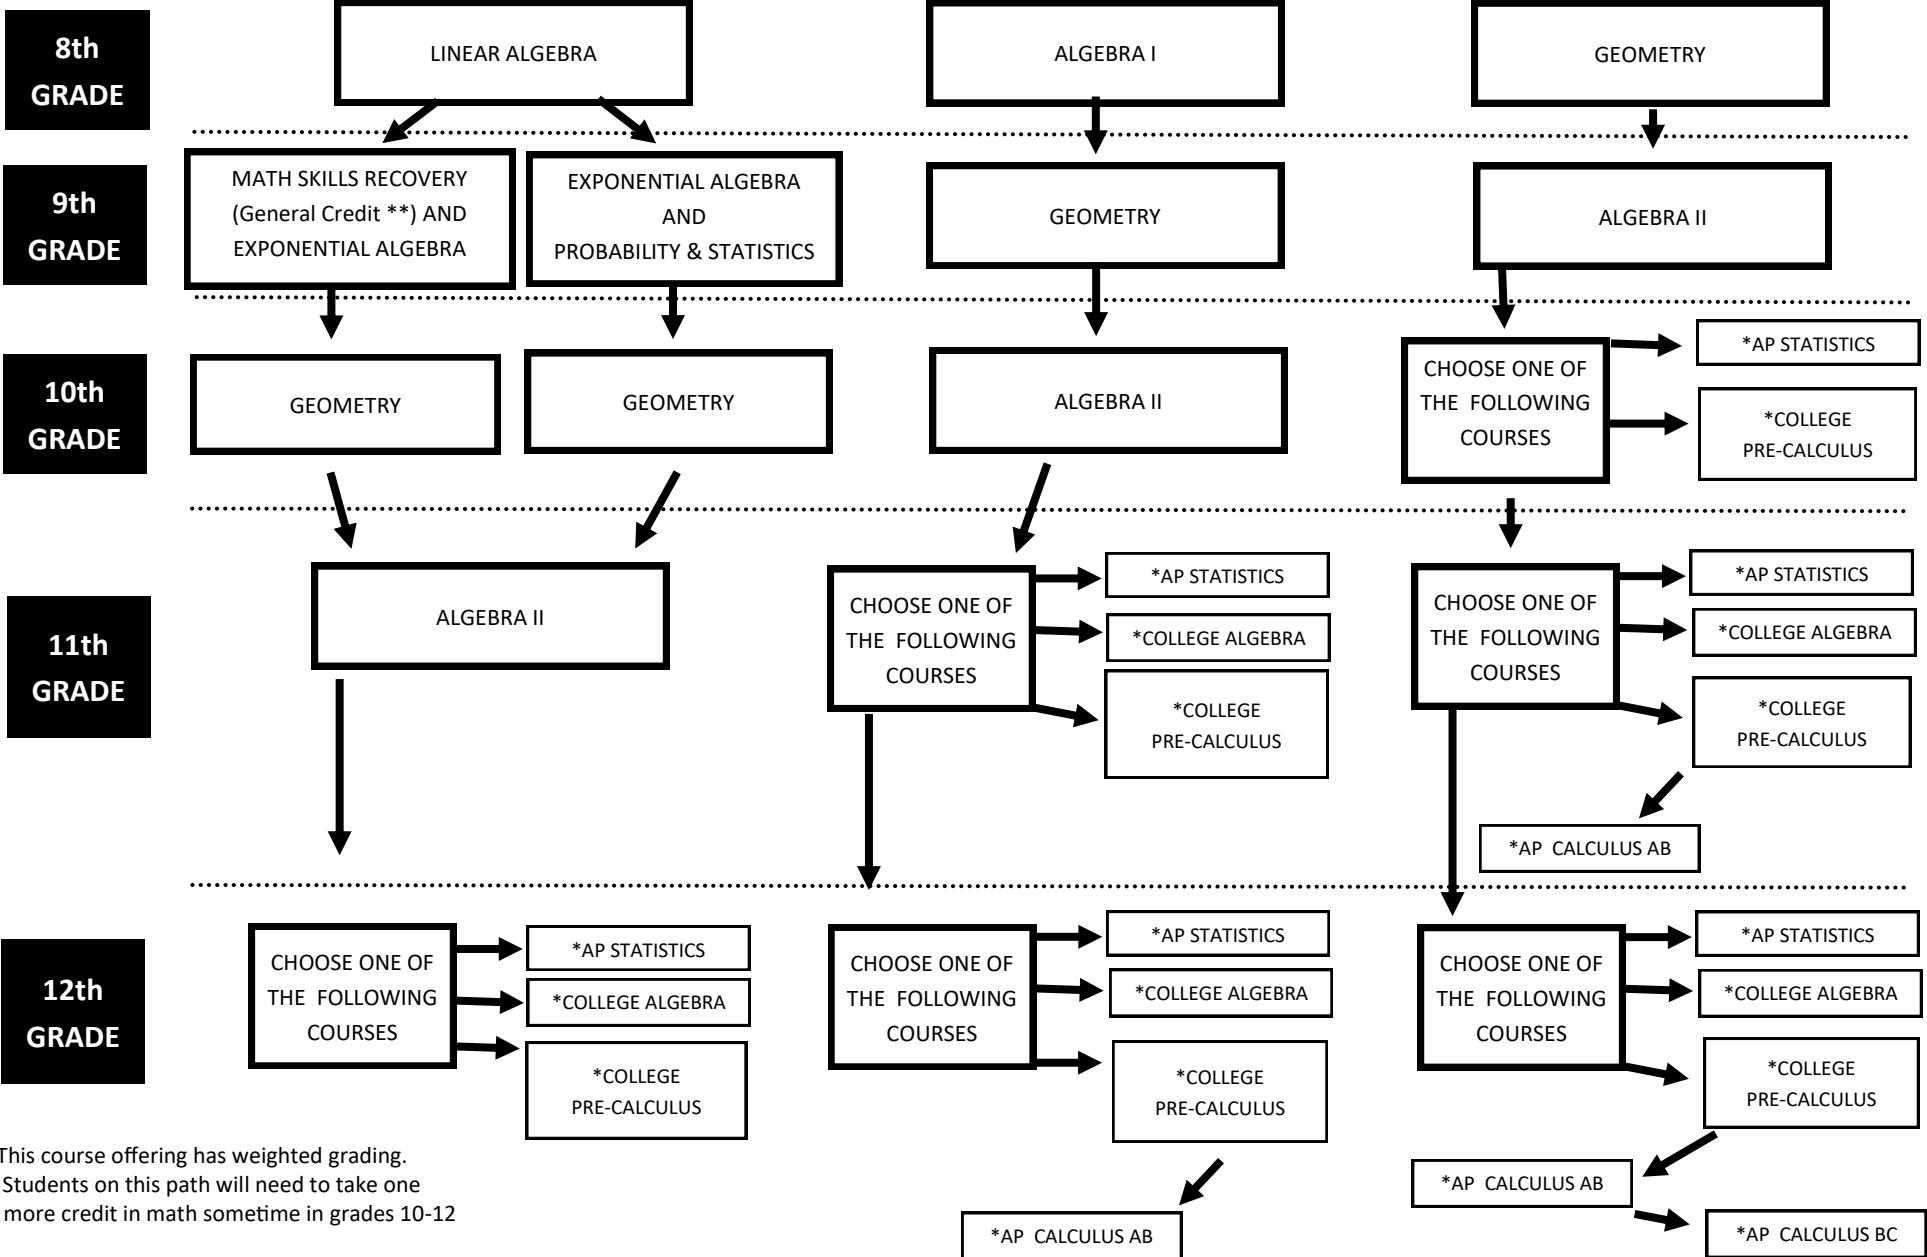 8th
GRADE
LINEAR ALGEBRA
ALGEBRA I
GEOMETRY
9th
GRADE
MATH SKILLS RECOVERY
(General Credit **) AND
EXPONENTIAL ALGEBRA
EXPONENTIAL ALGEBRA
AND
PROBABILITY & STATISTICS
GEOMETRY
ALGEBRA II
10th
GRADE
GEOMETRY
GEOMETRY
ALGEBRA II
CHOOSE ONE OF
THE FOLLOWING
COURSES
*AP STATISTICS
*COLLEGE
PRE-CALCULUS
11th
GRADE
ALGEBRA II
CHOOSE ONE OF
THE FOLLOWING
COURSES
*AP STATISTICS
*COLLEGE ALGEBRA
*COLLEGE
PRE-CALCULUS
CHOOSE ONE OF
THE FOLLOWING
COURSES
*AP STATISTICS
*COLLEGE ALGEBRA
*COLLEGE
PRE-CALCULUS
*AP CALCULUS AB
12th
GRADE
CHOOSE ONE OF
THE FOLLOWING
COURSES
*AP STATISTICS
*COLLEGE ALGEBRA
*COLLEGE
PRE-CALCULUS
CHOOSE ONE OF
THE FOLLOWING
COURSES
*AP STATISTICS
*COLLEGE ALGEBRA
*COLLEGE
PRE-CALCULUS
*AP CALCULUS AB
CHOOSE ONE OF
THE FOLLOWING
COURSES
*AP STATISTICS
*COLLEGE ALGEBRA
*COLLEGE
PRE-CALCULUS
*AP CALCULUS AB
*AP CALCULUS BC
This course offering has weighted grading.
Students on this path will need to take one
more credit in math sometime in grades 10-12